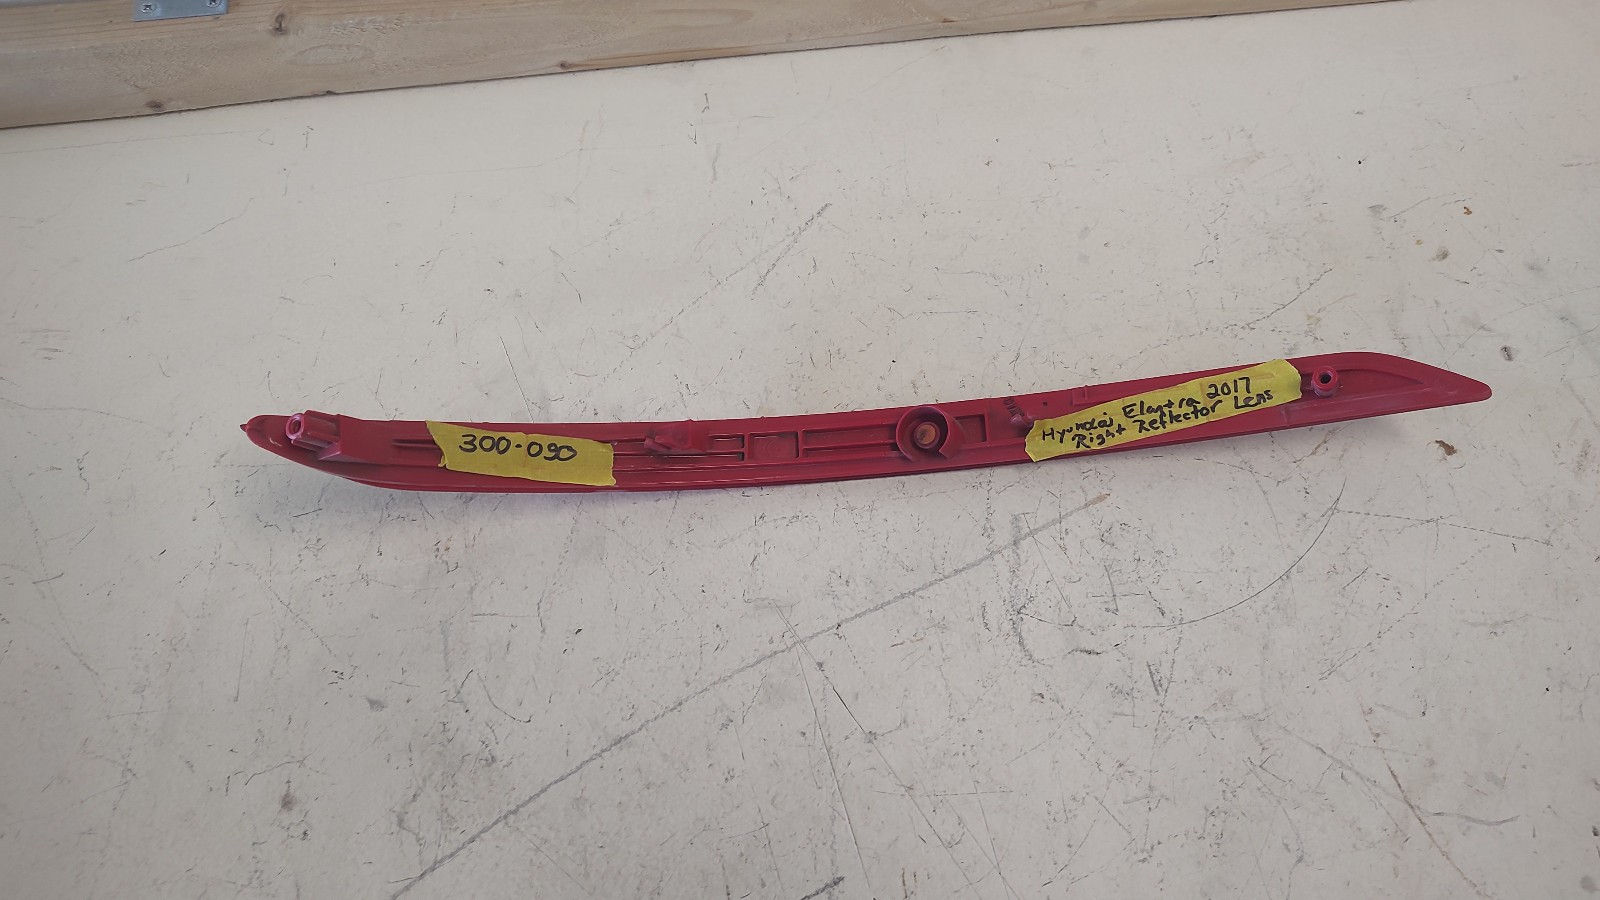 300-090
Hyundai Elantra 2017
Right Reflector Lens